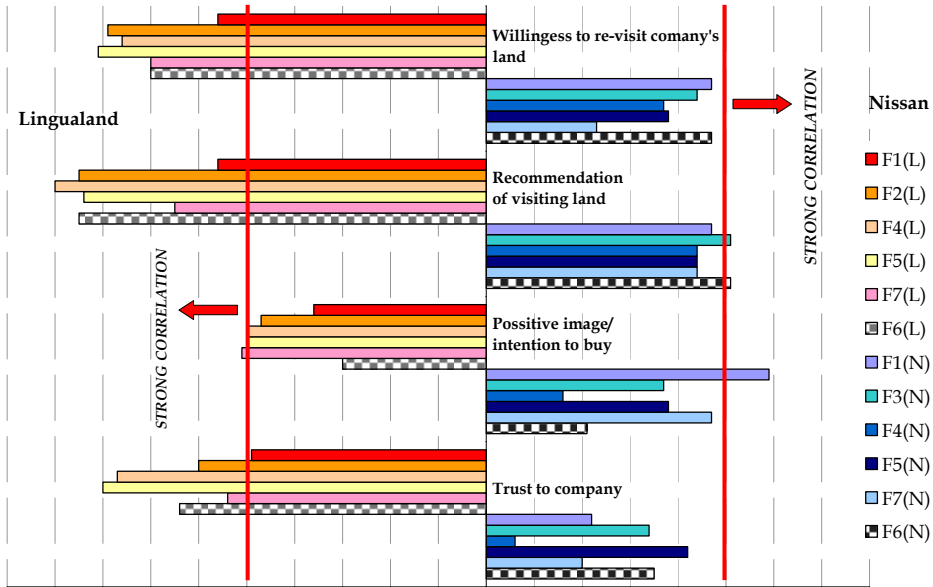 Willingess to re-visit comany's
land
Lingualand
Nissan
STRONG CORRELATION
Recommendation
of visiting land
STRONG CORRELATION
Possitive image/
intention to buy
Trust to company
F1(L)
F2(L)
F4(L)
F5(L)
F7(L)
F6(L)
F1(N)
F3(N)
F4(N)
F5(N)
F7(N)
F6(N)